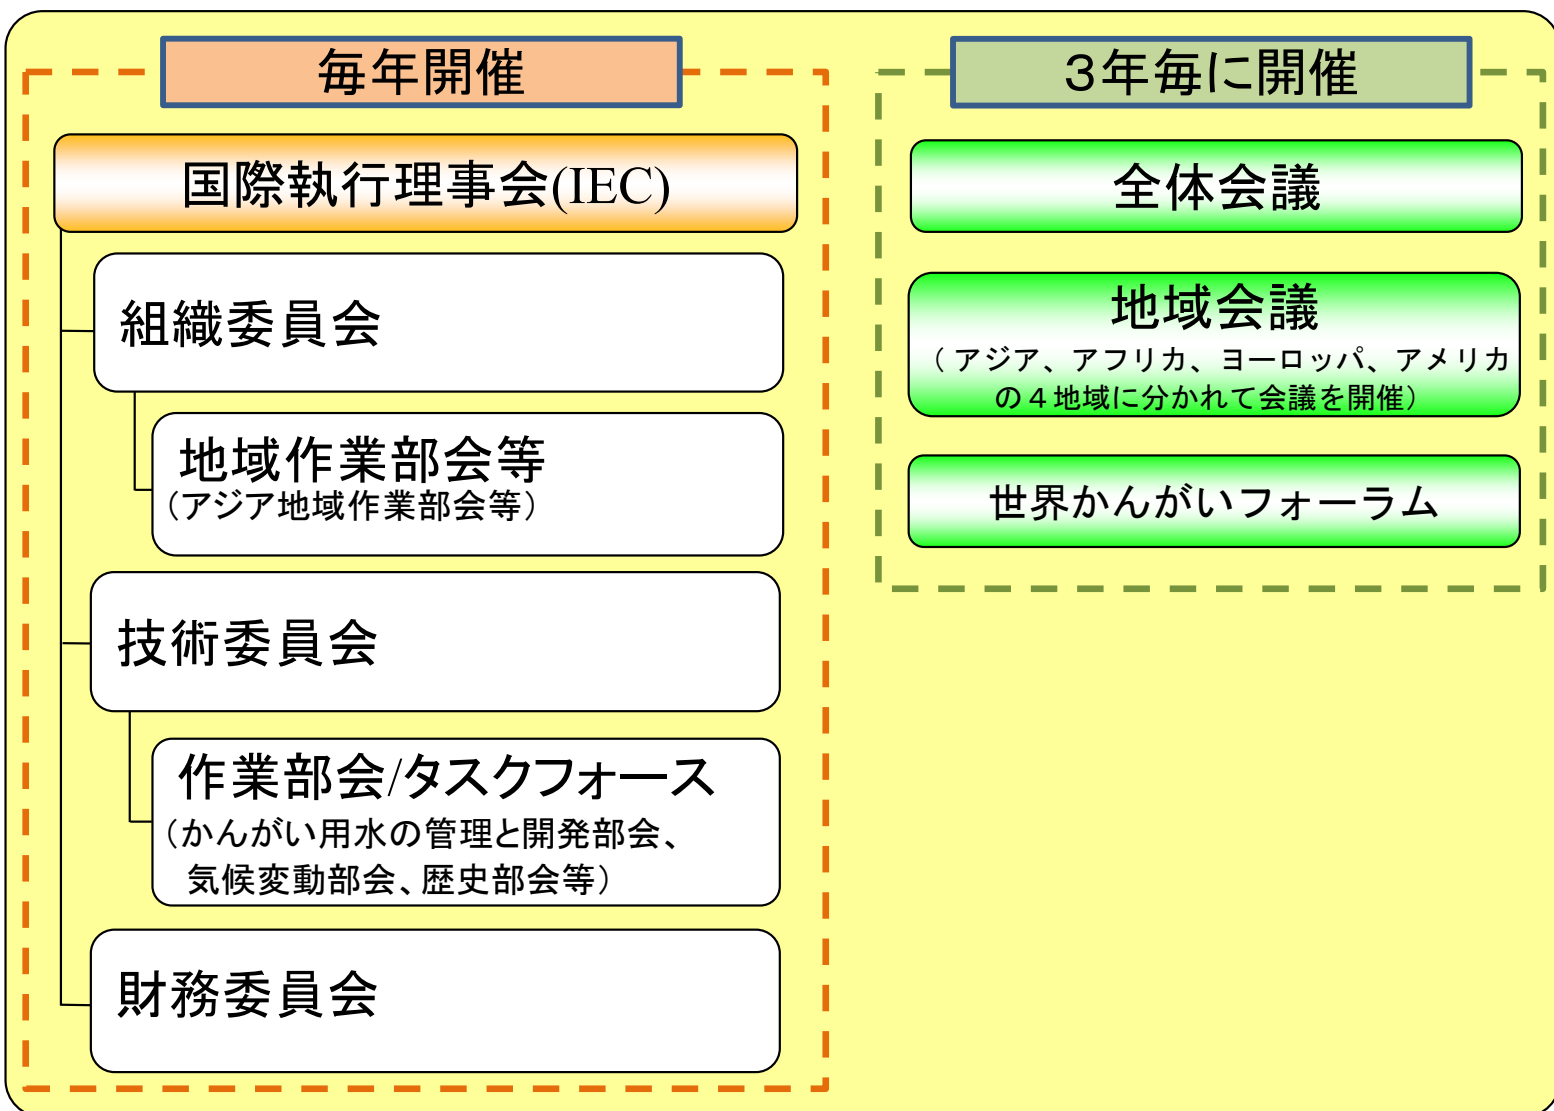 毎年開催
国際執行理事会(IEC)
組織委員会
地域作業部会等
（アジア地域作業部会等）
技術委員会
作業部会/タスクフォース
（かんがい用水の管理と開発部会、
気候変動部会、歴史部会等）
財務委員会
３年毎に開催
全体会議
地域会議
（アジア、アフリカ、ヨーロッパ、アメリカ
の４地域に分かれて会議を開催）
世界かんがいフォーラム